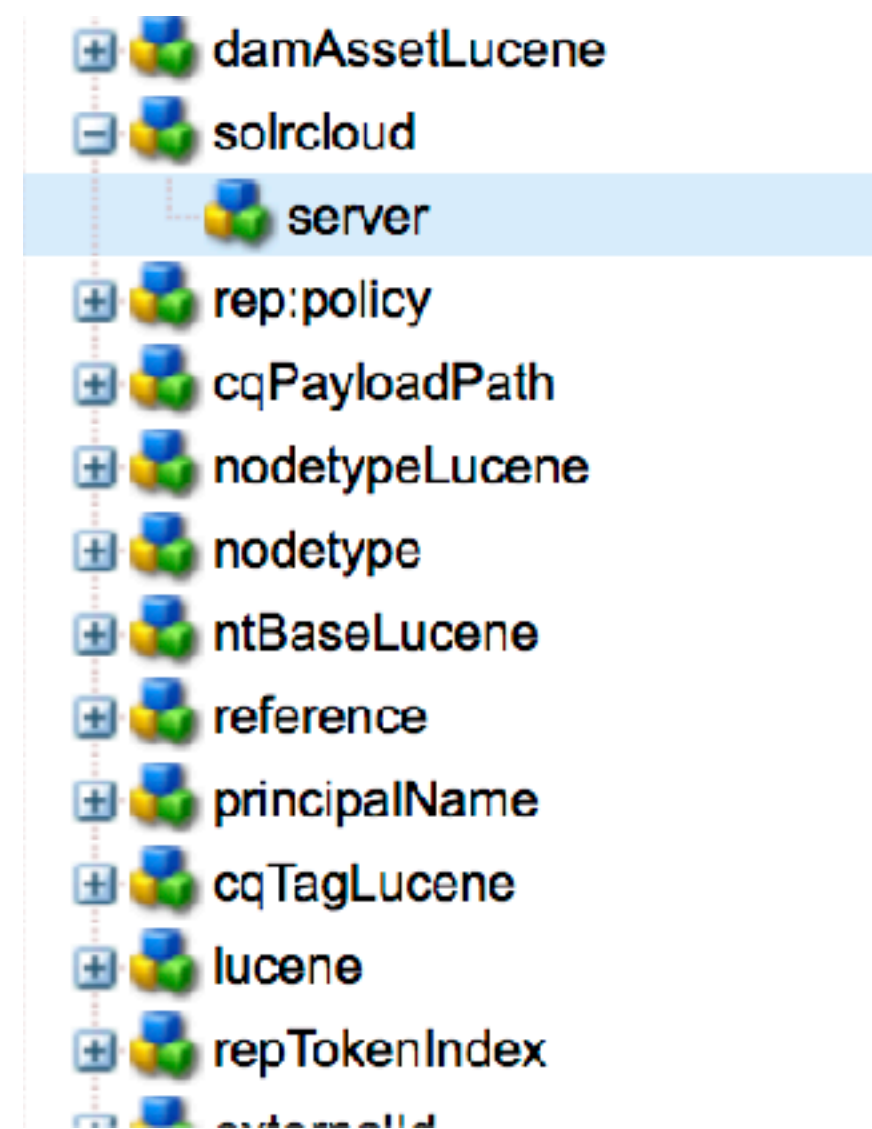 damAssetLucene
solrcloud
server
rep:policy
cqPayloadPath
nodetypeLucene
nodetype
ntBaseLucene
reference
principalName
cqTagLucene
lucene
repTokenIndex